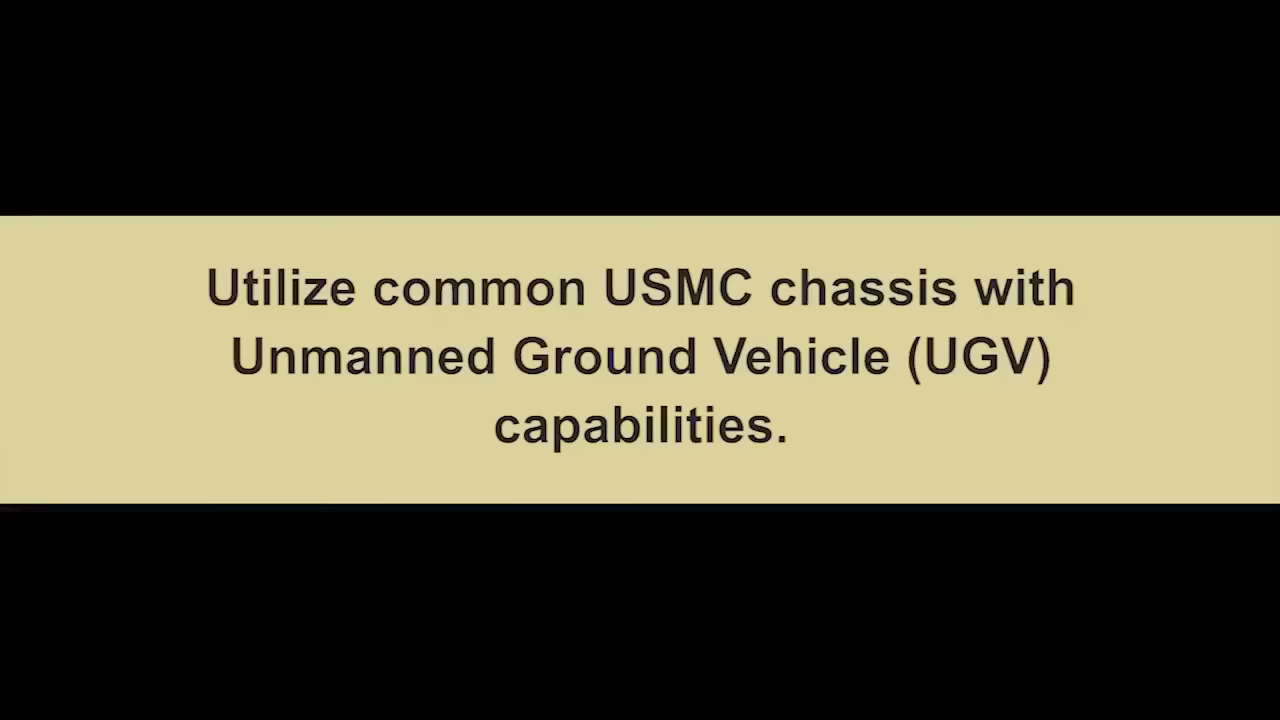 Utilize common USMC chassis with
Unmanned Ground Vehicle (UGV)
capabilities.